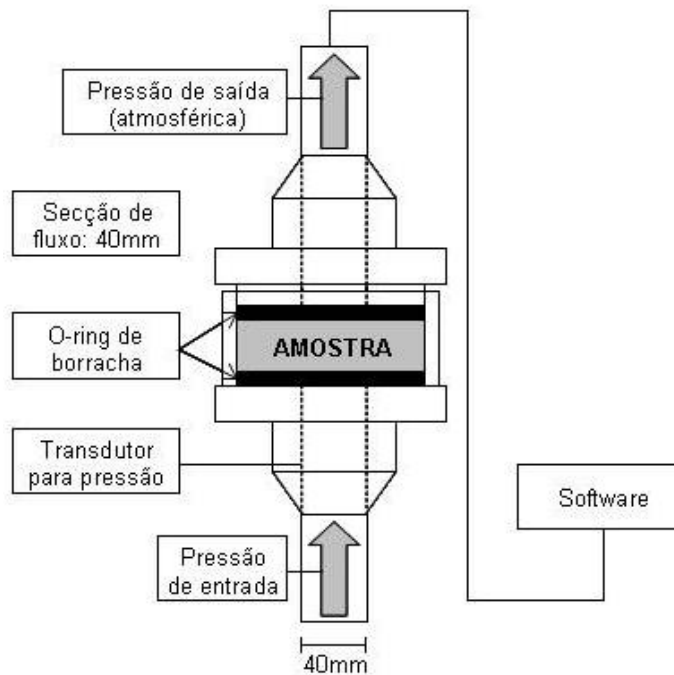 Pressão de saída
(atmosférica)
Secção de
fluxo: 40mm
O-ring de
borracha
AMOSTRA
Transdutor
para pressão
Software
Pressão
de entrada
40mm